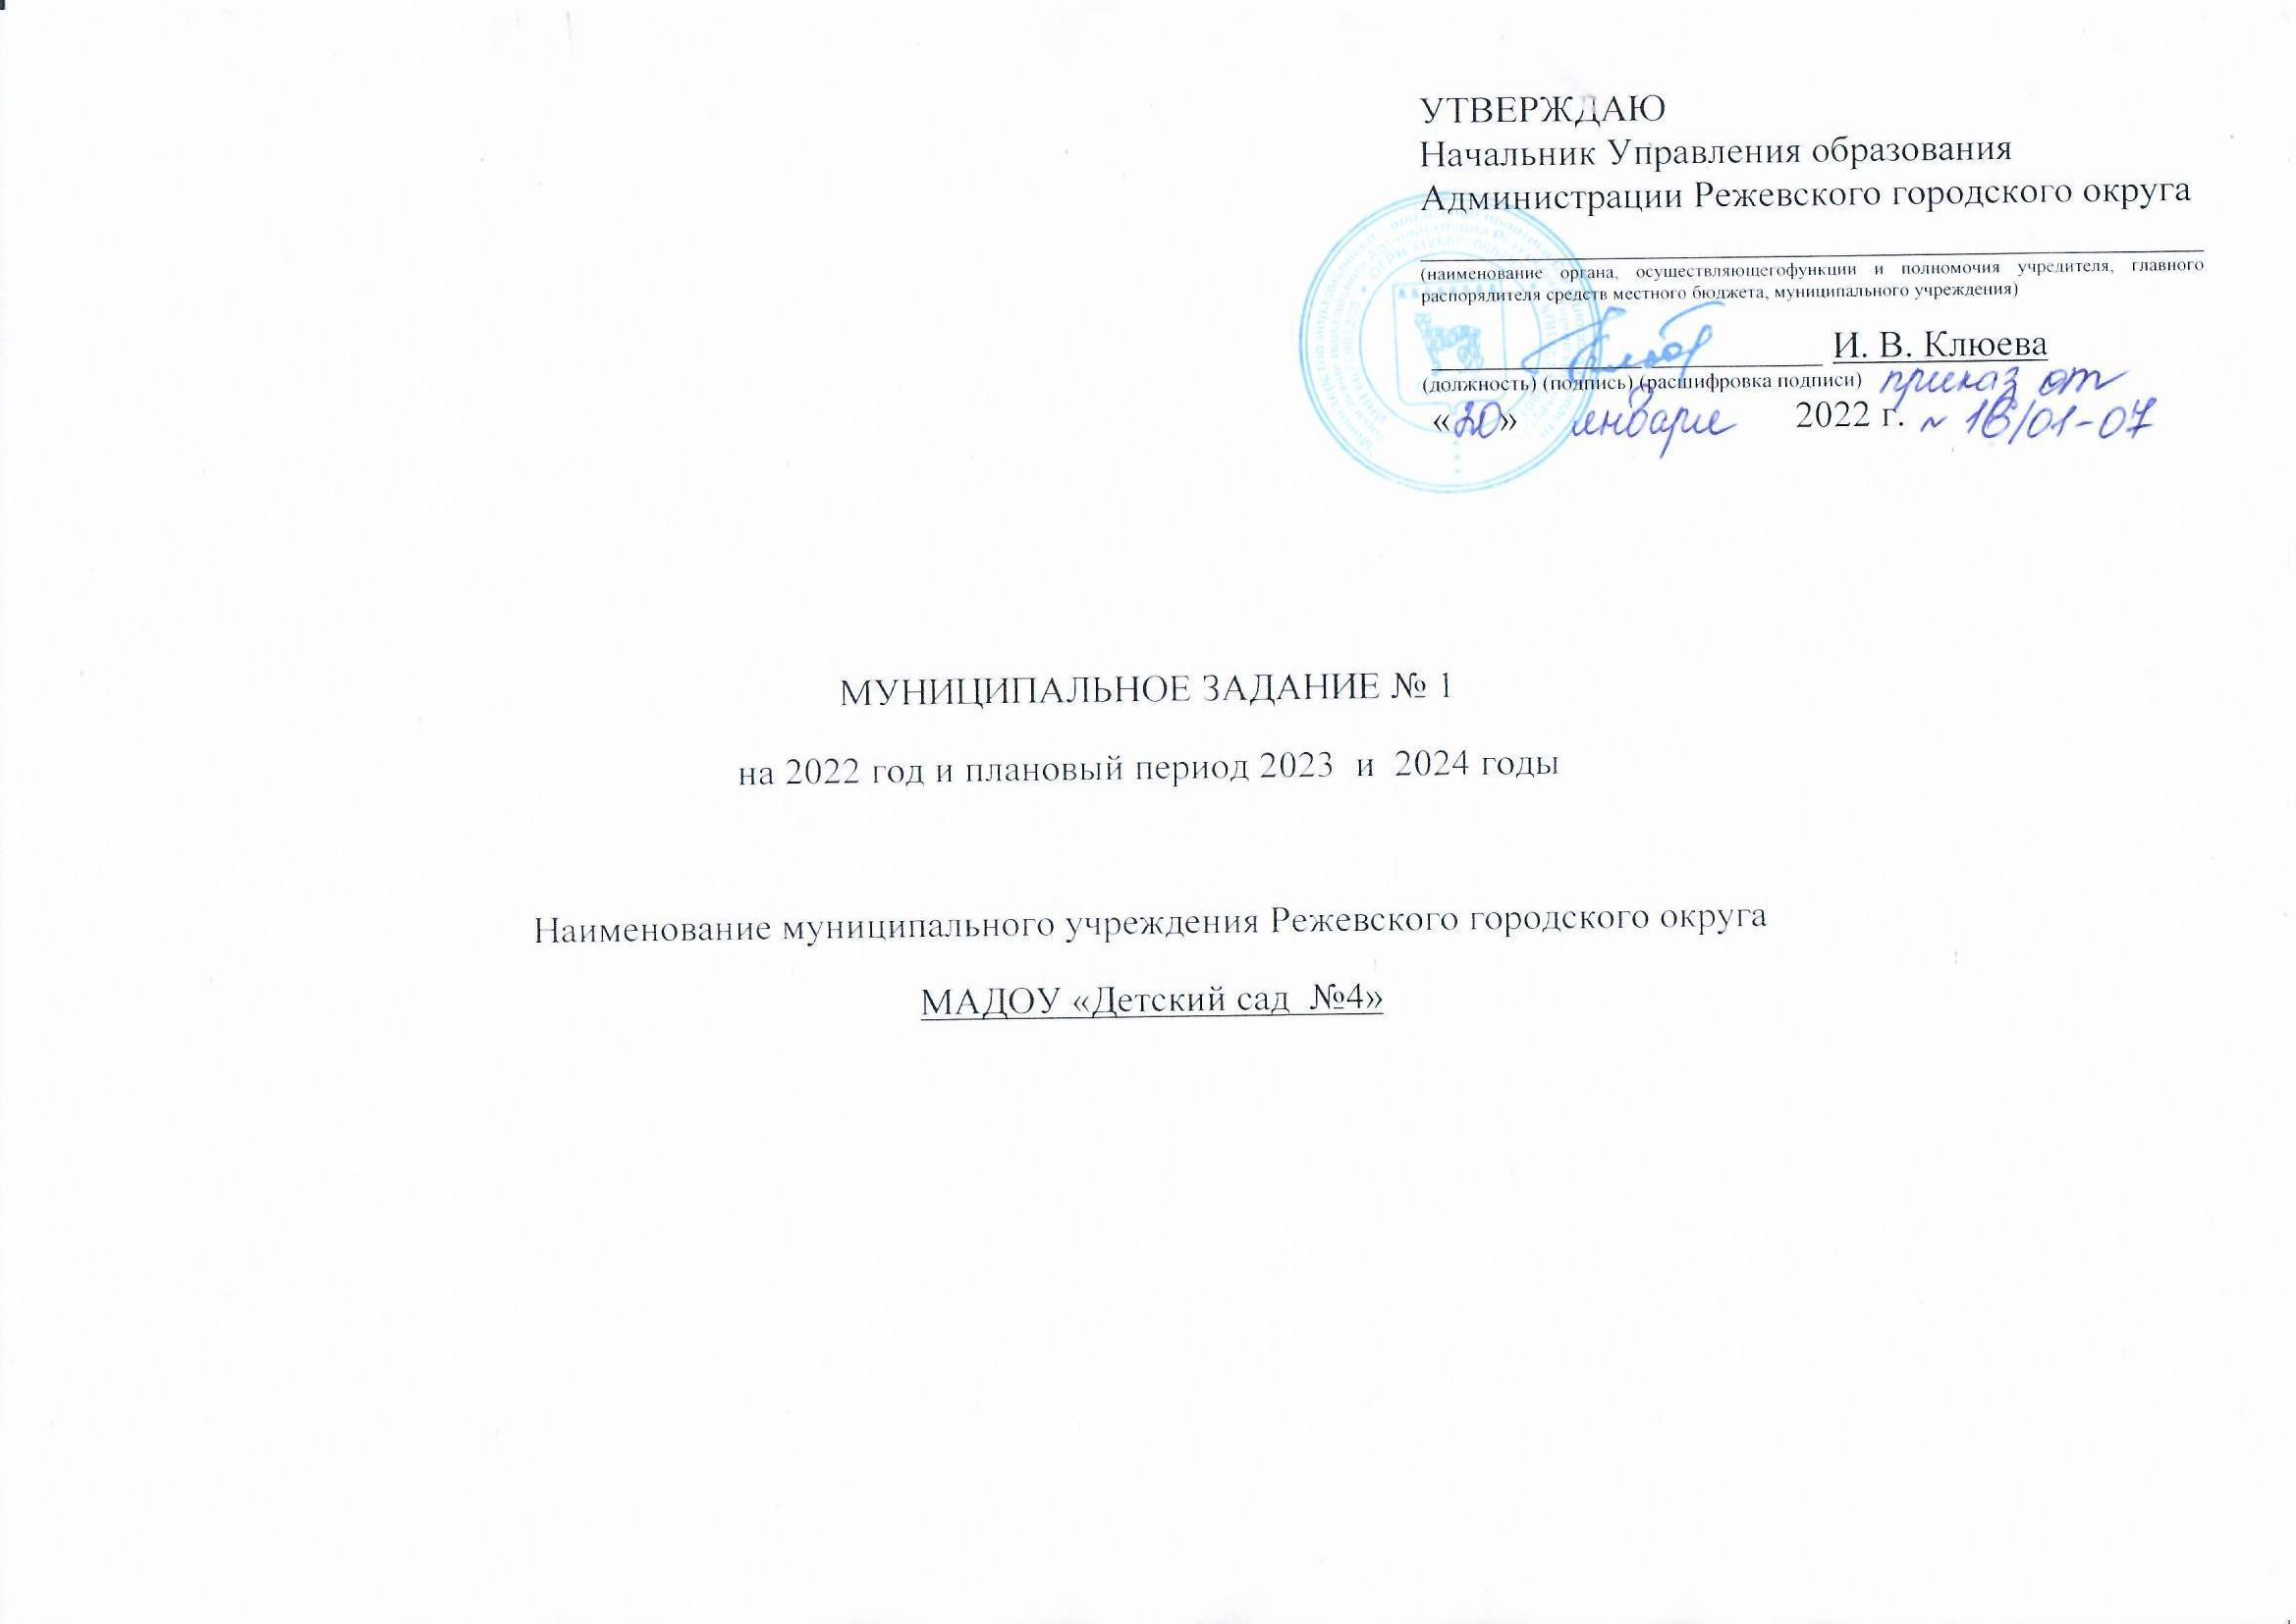 УТВЕРЖДАЮ
Начальник Управления образования
Администрации Режевского городского округа
(наименование органа, осуществляющегофункции и полномочия учредителя, главного
распорядителя средств местного бюджета, муниципального учреждения)
И. В. Клюева
(должность) (подпись) (расшифровка подписи) приказ от
«20» января 2022 г. № 16/01-07
МУНИЦИПАЛЬНОЕ ЗАДАНИЕ № 1
на 2022 год и плановый период 2023 и 2024 годы
Наименование муниципального учреждения Режевского городского округа
МАДОУ «Детский сад №4»